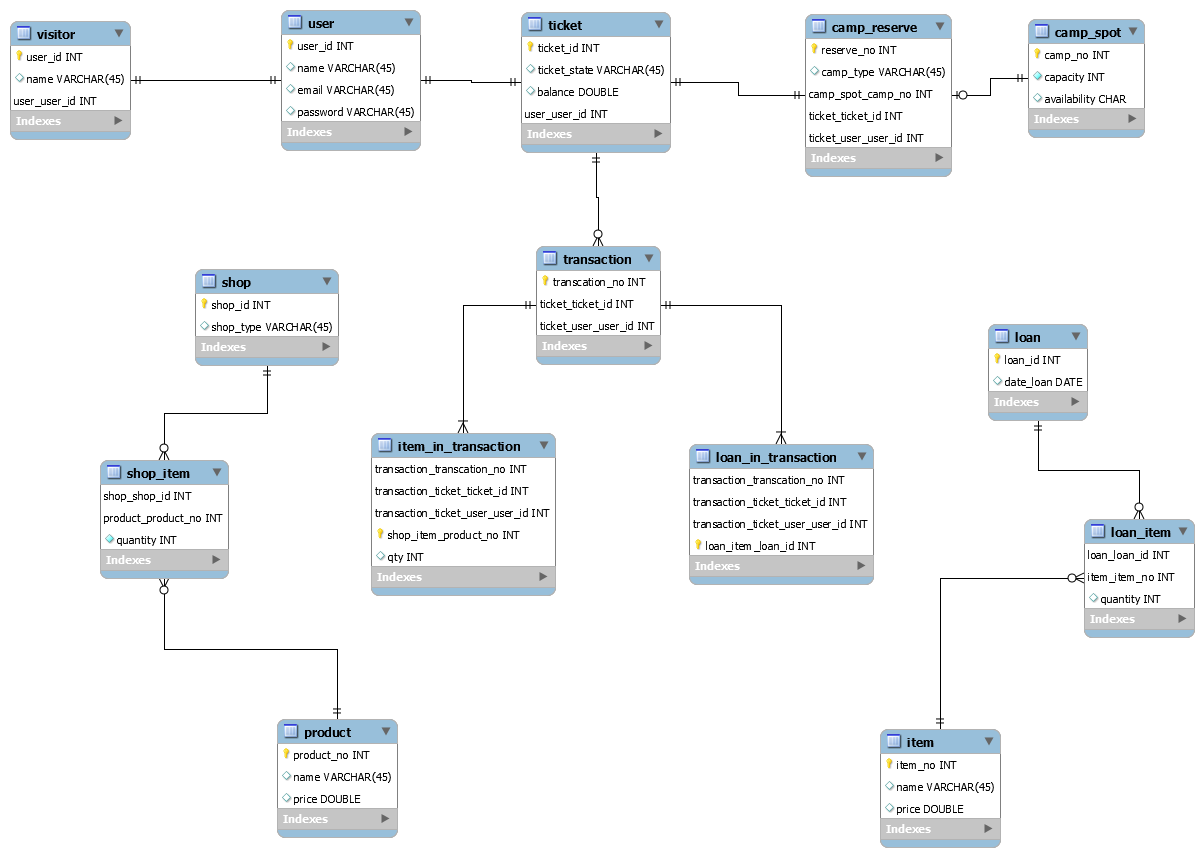 visitor
user_id INT
name VARCHAR(45)
user_user_id INT
Indexes
user
user_id INT
name VARCHAR(45)
email VARCHAR(45)
password VARCHAR(45)
Indexes
ticket
ticket_id INT
ticket_state VARCHAR(45)
balance DOUBLE
user_user_id INT
Indexes
camp_reserve
reserve_no INT
camp_type VARCHAR(45)
camp_spot_camp_no INT
ticket_ticket_id INT
ticket_user_user_id INT
Indexes
camp_spot
camp_no INT
capacity INT
availability CHAR
Indexes
transaction
transcation_no INT
ticket_ticket_id INT
ticket_user_user_id INT
Indexes
shop
shop_id INT
shop_type VARCHAR(45)
Indexes
loan
loan_id INT
date_loan DATE
Indexes
shop_item
shop_shop_id INT
product_product_no INT
quantity INT
Indexes
item_in_transaction
transaction_transcation_no INT
transaction_ticket_ticket_id INT
transaction_ticket_user_user_id INT
shop_item_product_no INT
qty INT
Indexes
loan_in_transaction
transaction_transcation_no INT
transaction_ticket_ticket_id INT
transaction_ticket_user_user_id INT
loan_item_loan_id INT
Indexes
loan_item
loan_loan_id INT
item_item_no INT
quantity INT
Indexes
product
product_no INT
name VARCHAR(45)
price DOUBLE
Indexes
item
item_no INT
name VARCHAR(45)
price DOUBLE
Indexes